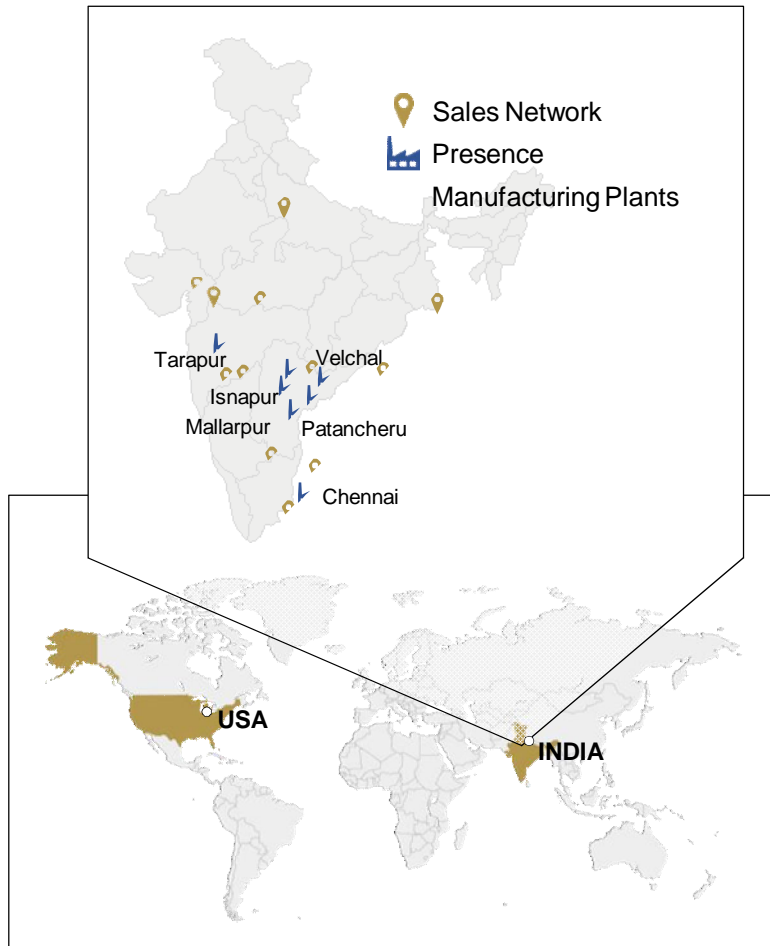 Sales Network
Presence
Manufacturing Plants
Tarapur
Velchal
Isnapur
Mallarpur
Patancheru
Chennai
USA
INDIA